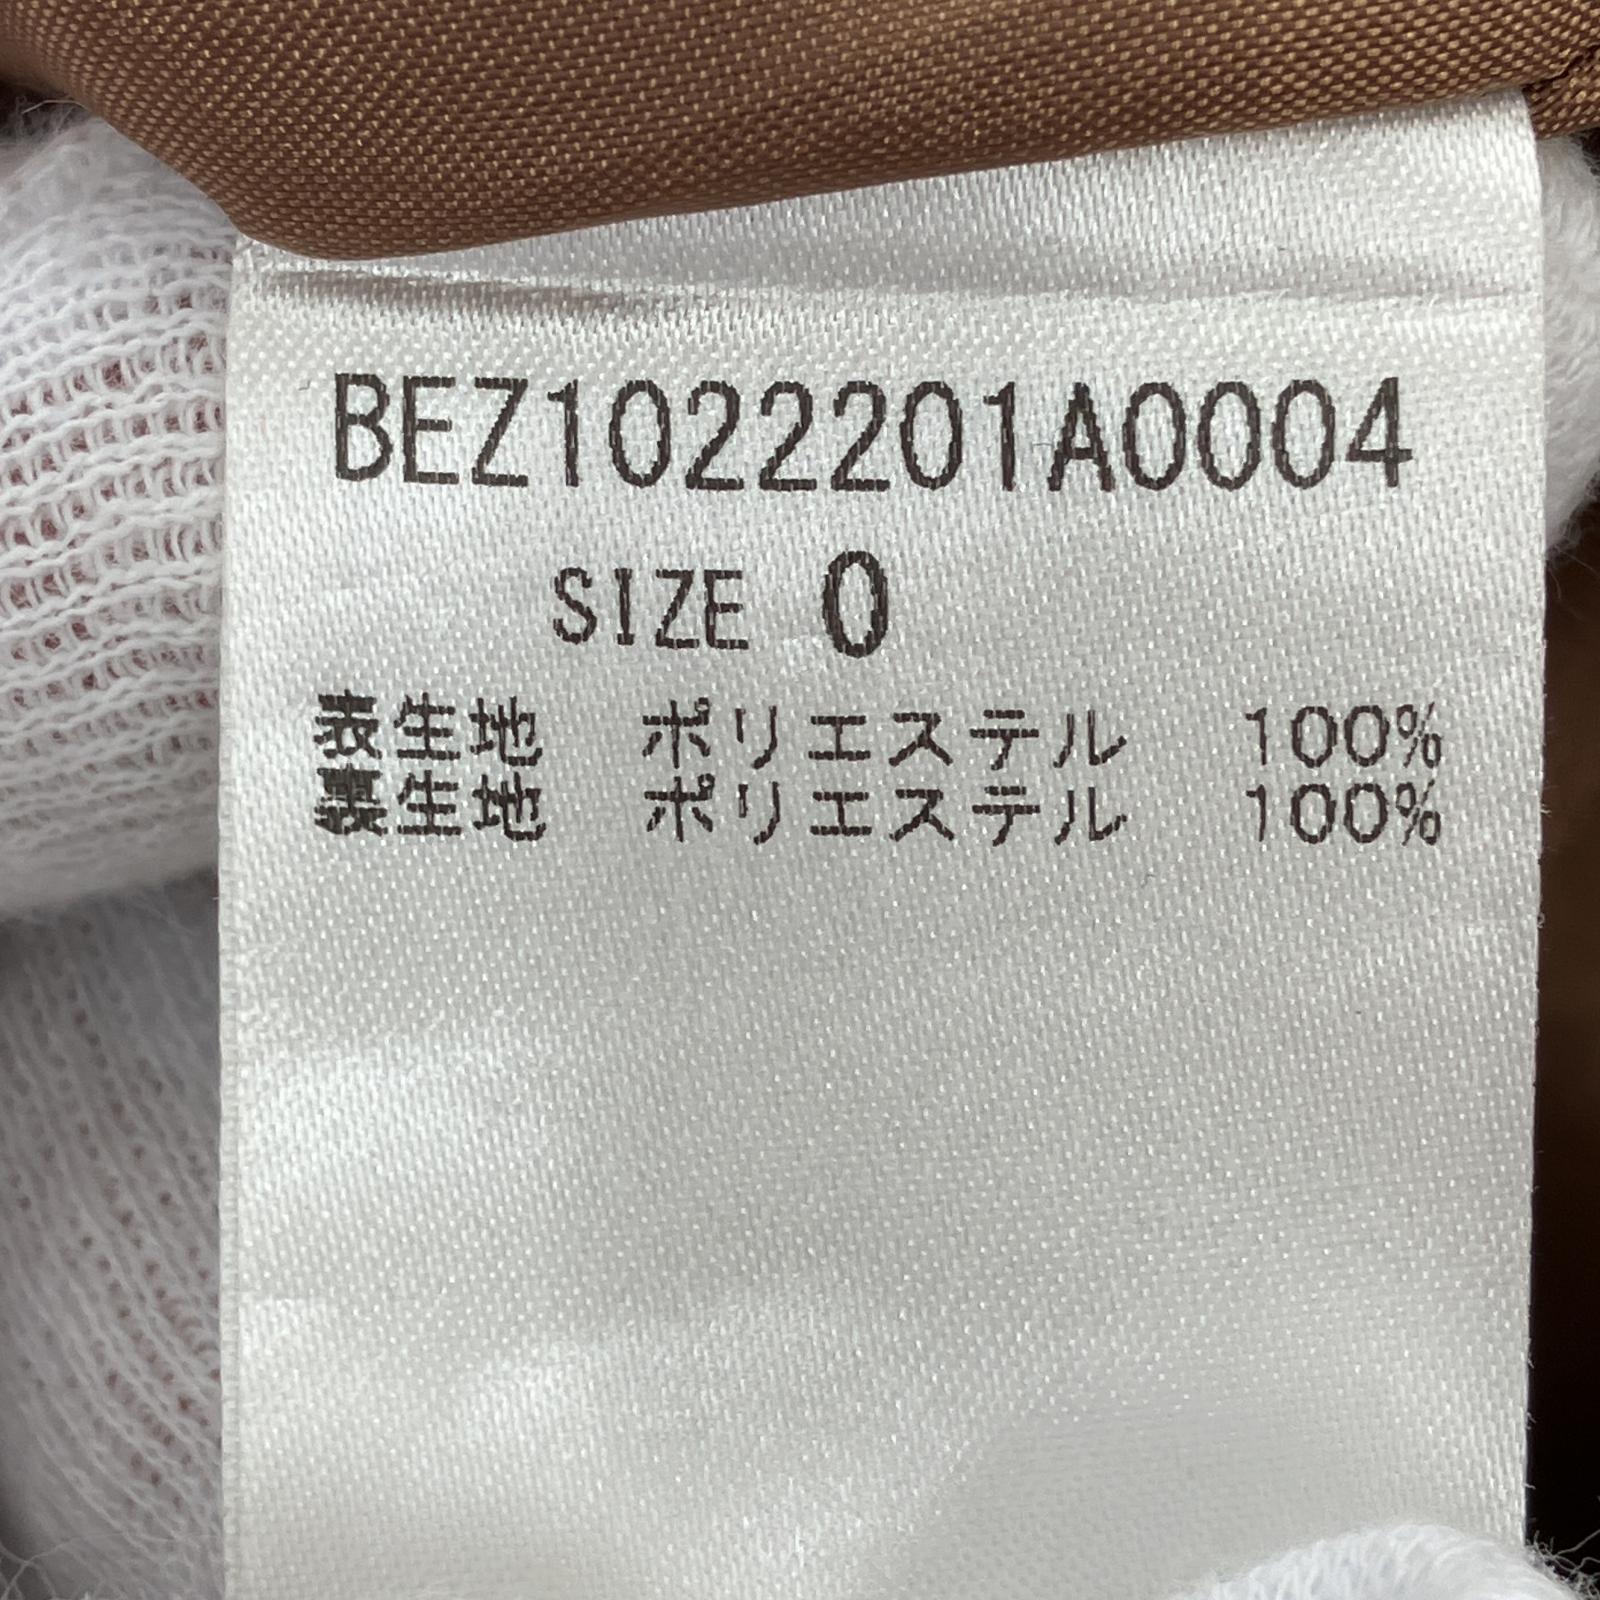 BEZ1022201A0004
SIZE 0
表生地 ポリエステル 100%
裏生地 ポリエステル 100%